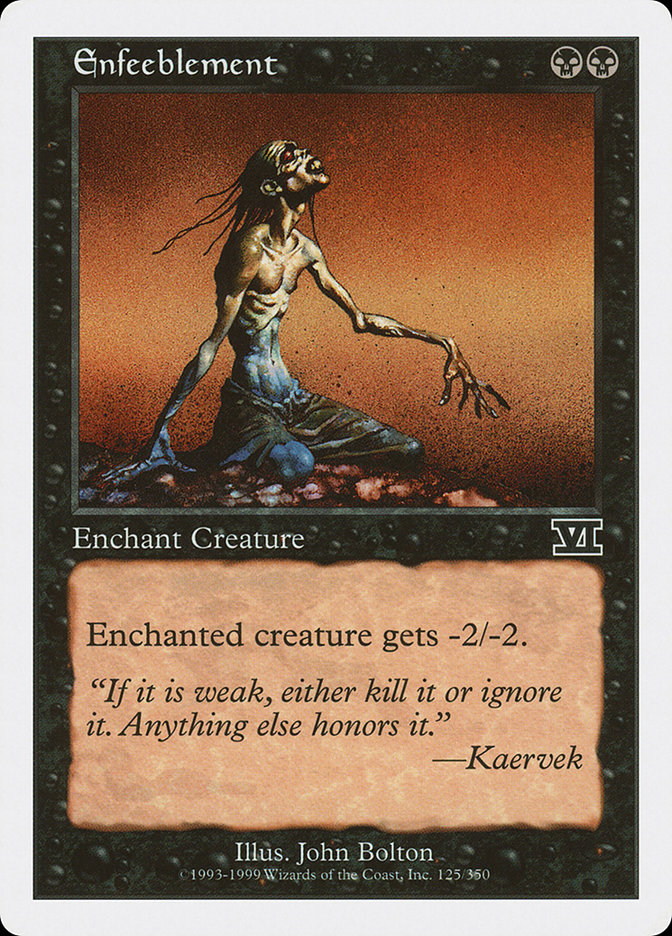 Enfeeblement
Enchant Creature
VI
Enchanted creature gets -2/-2.
“If it is weak, either kill it or ignore
it. Anything else honors it.”
—Kaervek
Illus. John Bolton
©1993-1999 Wizards of the Coast, Inc. 125/350